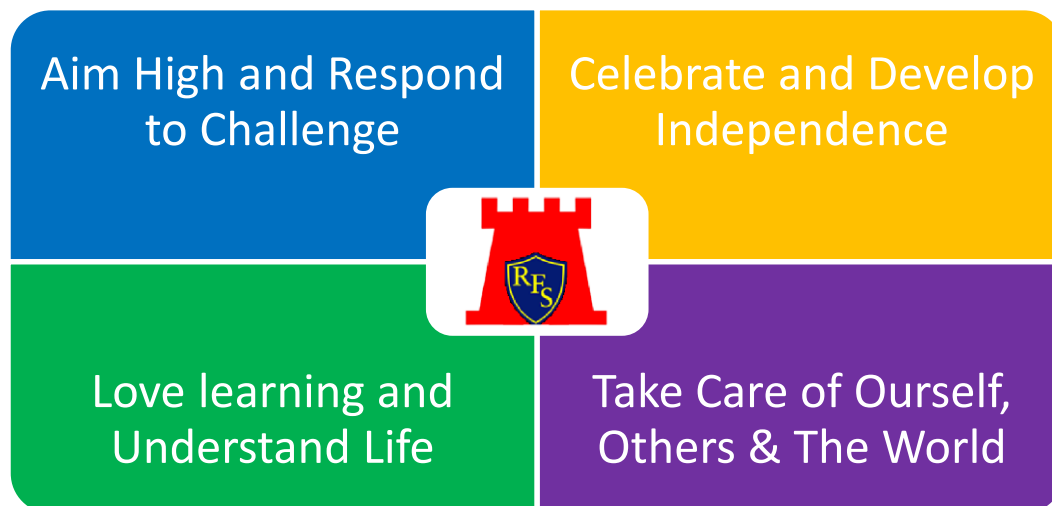 Aim High and Respond
to Challenge
Celebrate and Develop
Independence
RFS
Love learning and
Understand Life
Take Care of Ourself,
Others & The World